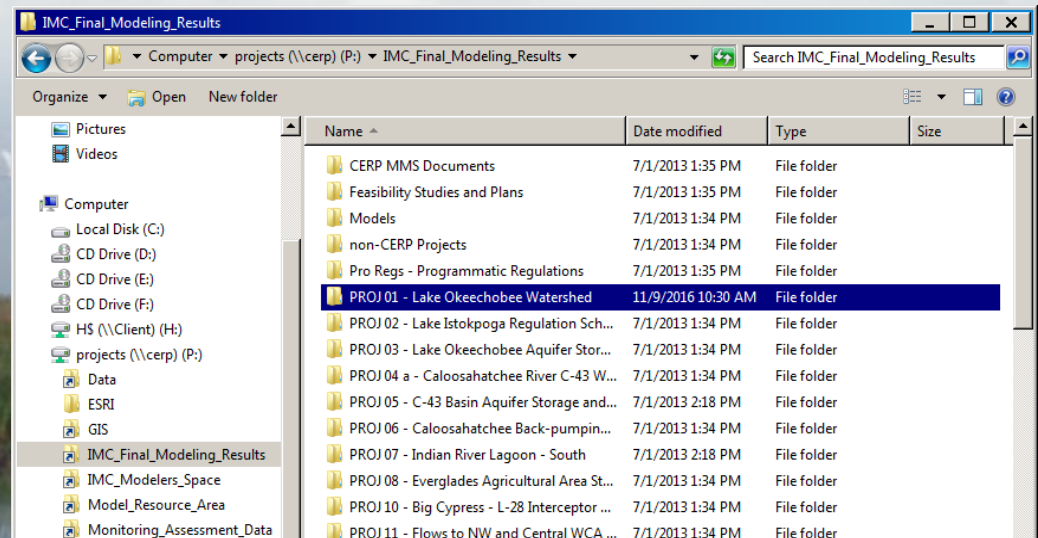 IMC_Final_Modeling_Results
Computer projects (\\cerp) (P:) IMC_Final_Modeling_Results
Search IMC_Final_Modeling_Results
Organize Open New folder
Pictures
Videos
Computer
Local Disk (C:)
CD Drive (D:)
CD Drive (E:)
CD Drive (F:)
H$ (\\Client) (H:)
projects (\\cerp) (P:)
Data
ESRI
GIS
IMC_Final_Modeling_Results
IMC_Modelers_Space
Model_Resource_Area
Monitoring_Assessment_Data
Name Date modified Type Size
CERP MMS Documents 7/1/2013 1:35 PM File folder
Feasibility Studies and Plans 7/1/2013 1:35 PM File folder
Models 7/1/2013 1:34 PM File folder
non-CERP Projects 7/1/2013 1:34 PM File folder
Pro Regs - Programmatic Regulations 7/1/2013 1:35 PM File folder
PROJ 01 - Lake Okeechobee Watershed 11/9/2016 10:30 AM File folder
PROJ 02 - Lake Istokpoga Regulation Sch... 7/1/2013 1:34 PM File folder
PROJ 03 - Lake Okeechobee Aquifer Stor... 7/1/2013 1:34 PM File folder
PROJ 04 a - Caloosahatchee River C-43 W... 7/1/2013 1:34 PM File folder
PROJ 05 - C-43 Basin Aquifer Storage and... 7/1/2013 2:18 PM File folder
PROJ 06 - Caloosahatchee Back-pumpin... 7/1/2013 1:34 PM File folder
PROJ 07 - Indian River Lagoon - South 7/1/2013 2:18 PM File folder
PROJ 08 - Everglades Agricultural Area St... 7/1/2013 1:34 PM File folder
PROJ 10 - Big Cypress - L-28 Interceptor ... 7/1/2013 1:34 PM File folder
PROJ 11 - Flows to NW and Central WCA ... 7/1/2013 1:34 PM File folder